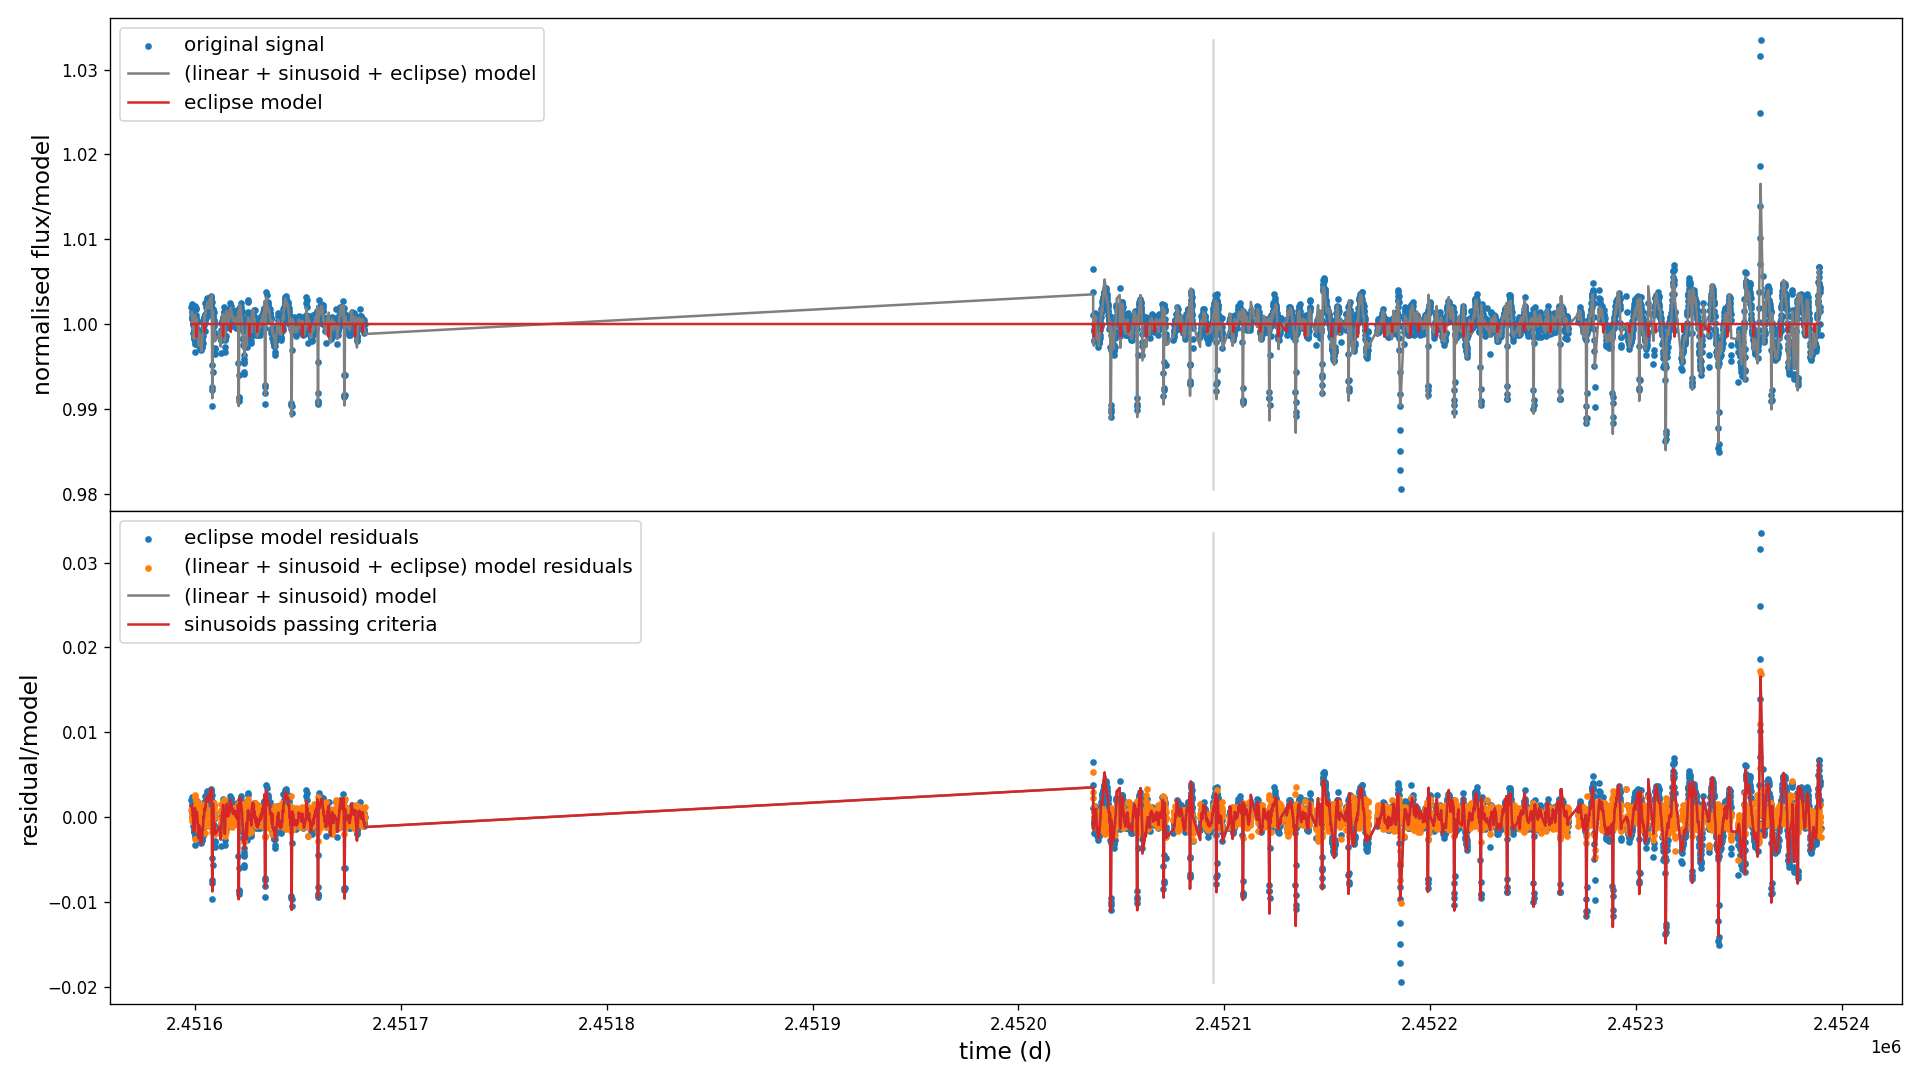 original signal
(linear + sinusoid + eclipse) model
eclipse model
normalised flux/model
1.03
1.02
1.01
1.00
0.99
0.98
eclipse model residuals
(linear + sinusoid + eclipse) model residuals
(linear + sinusoid) model
sinusoids passing criteria
residual/model
0.03
0.02
0.01
0.00
−0.01
−0.02
2.4516
2.4517
2.4518
2.4519
2.4520
2.4521
2.4522
2.4523
2.4524
time (d)
1e6